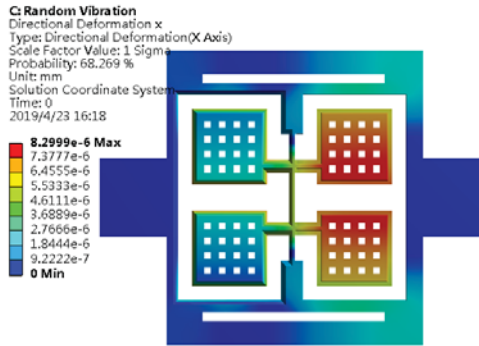 C: Random Vibration
Directional Deformation x
Type: Directional Deformation(X Axis)
Scale Factor Value: 1 Sigma
Probability: 68.269 %
Unit: mm
Solution Coordinate System
Time: 0
2019/4/23 16:18
8.2999e-6 Max
7.3777e-6
6.4555e-6
5.5333e-6
4.6111e-6
3.6889e-6
2.7666e-6
1.8444e-6
9.2222e-7
0 Min